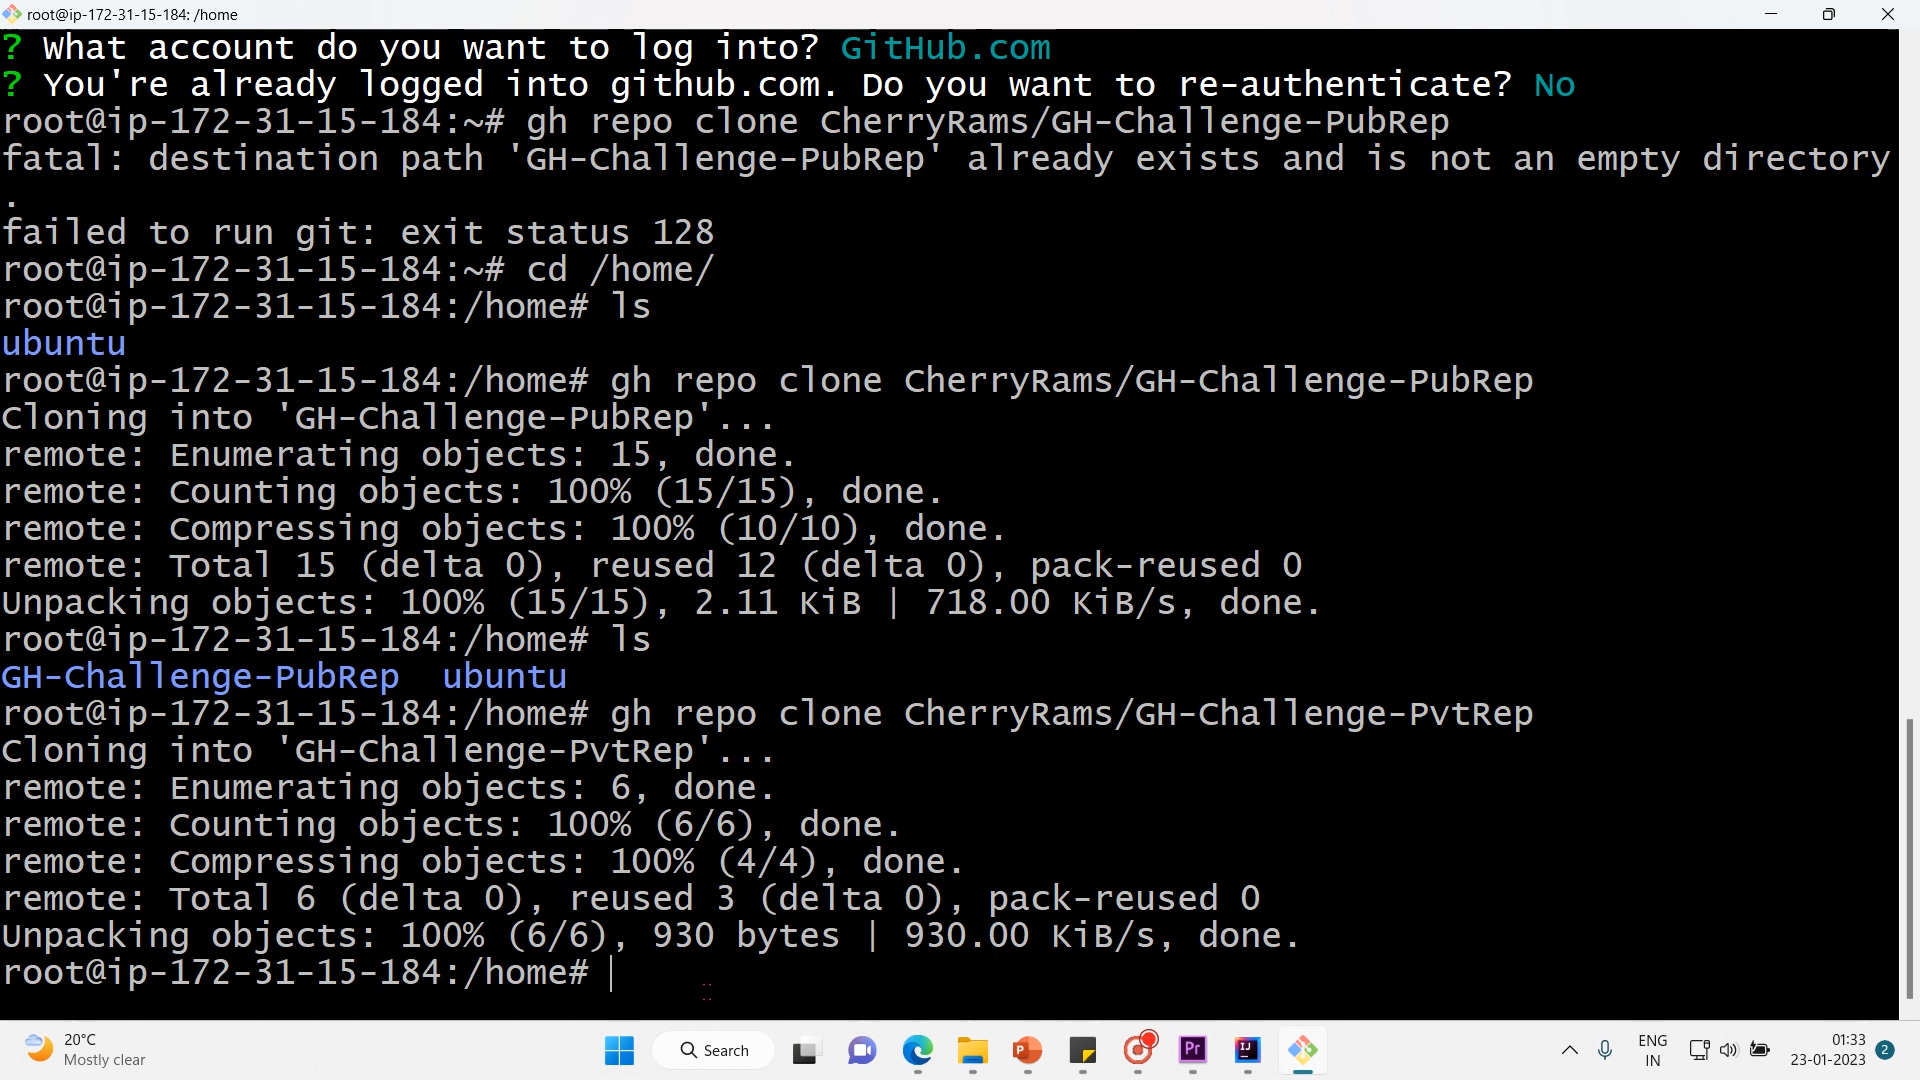 root@ip-172-31-15-184: /home
? What account do you want to log into? GitHub.com
? You're already logged into github.com. Do you want to re-authenticate? No
root@ip-172-31-15-184:~# gh repo clone CherryRams/GH-Challenge-PubRep
fatal: destination path 'GH-Challenge-PubRep' already exists and is not an empty directory
.
failed to run git: exit status 128
root@ip-172-31-15-184:~# cd /home/
root@ip-172-31-15-184:/home# ls
ubuntu
root@ip-172-31-15-184:/home# gh repo clone CherryRams/GH-Challenge-PubRep
Cloning into 'GH-Challenge-PubRep'...
remote: Enumerating objects: 15, done.
remote: Counting objects: 100% (15/15), done.
remote: Compressing objects: 100% (10/10), done.
remote: Total 15 (delta 0), reused 12 (delta 0), pack-reused 0
Unpacking objects: 100% (15/15), 2.11 KiB | 718.00 KiB/s, done.
root@ip-172-31-15-184:/home# ls
GH-Challenge-PubRep  ubuntu
root@ip-172-31-15-184:/home# gh repo clone CherryRams/GH-Challenge-PvtRep
Cloning into 'GH-Challenge-PvtRep'...
remote: Enumerating objects: 6, done.
remote: Counting objects: 100% (6/6), done.
remote: Compressing objects: 100% (4/4), done.
remote: Total 6 (delta 0), reused 3 (delta 0), pack-reused 0
Unpacking objects: 100% (6/6), 930 bytes | 930.00 KiB/s, done.
root@ip-172-31-15-184:/home#
20°C
Mostly clear
Search
P
Pr
IJ
ENG
IN
01:33
23-01-2023
2